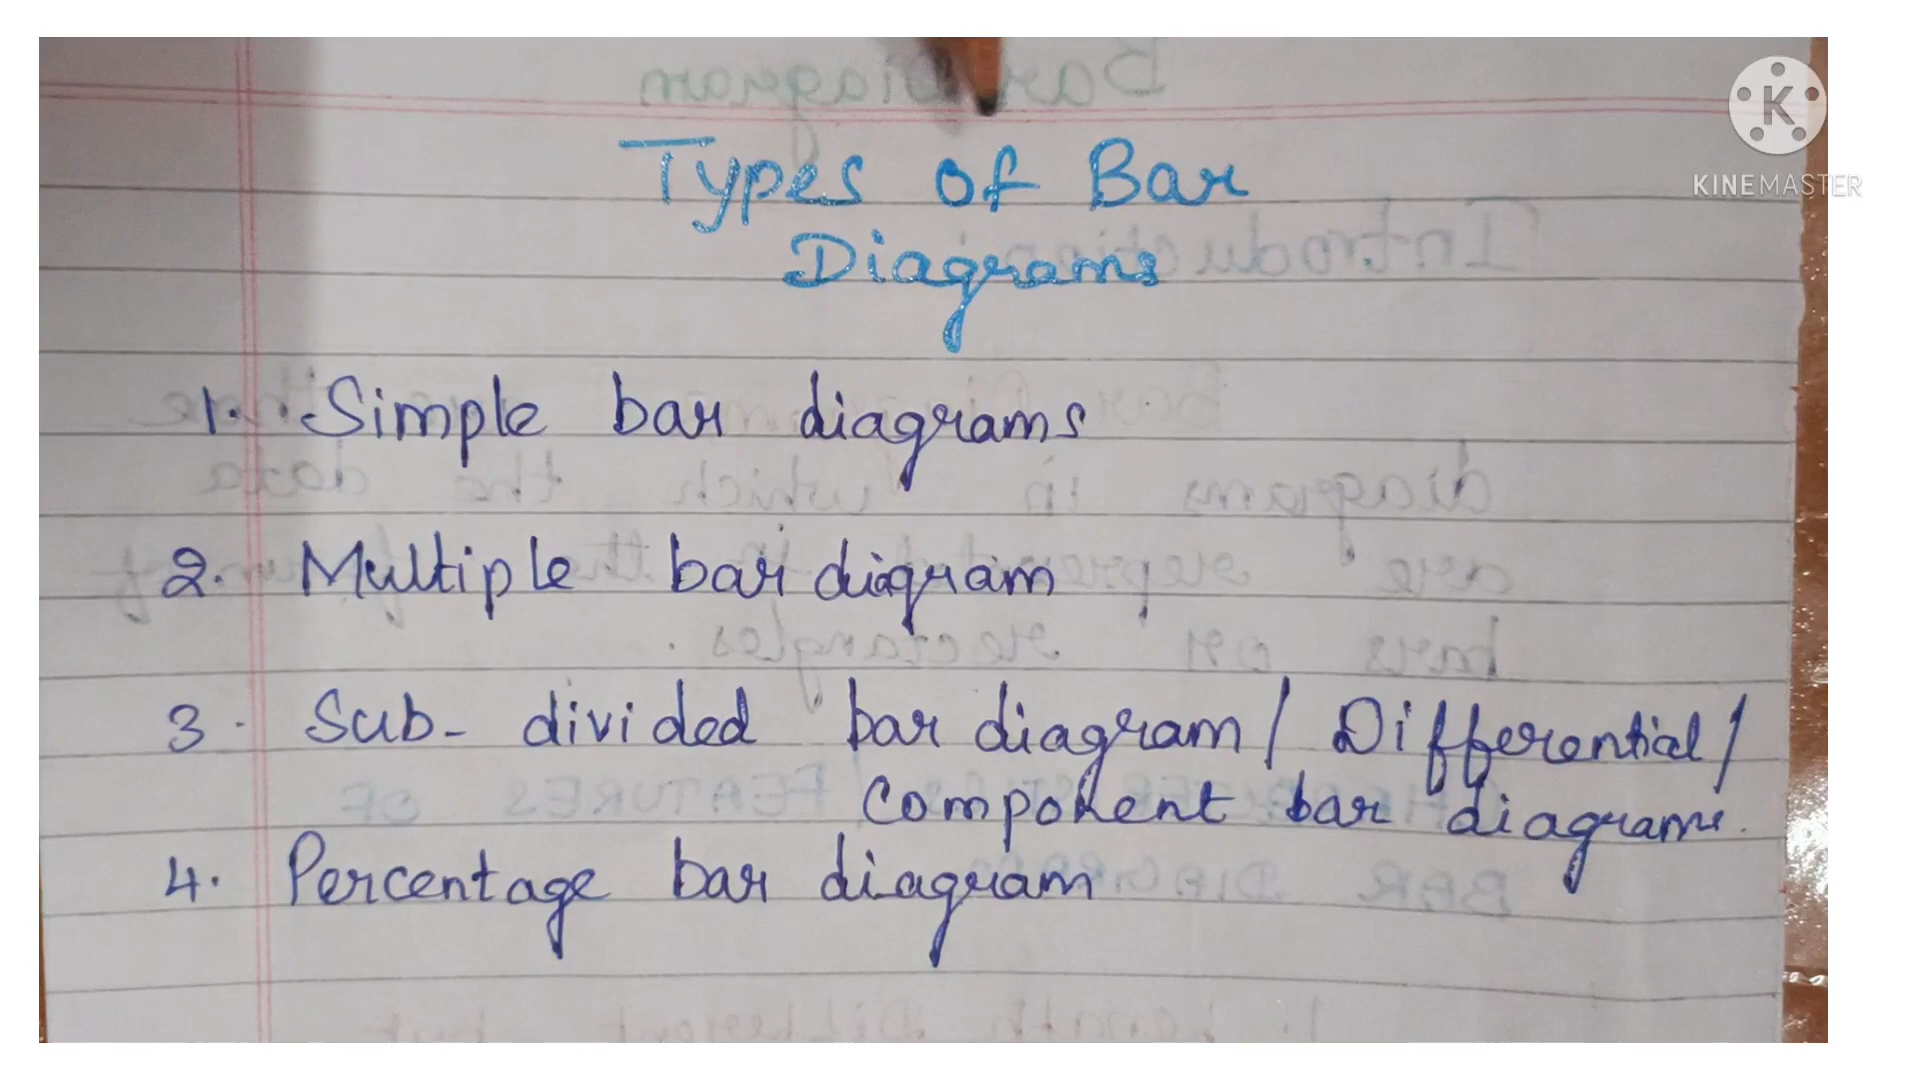 Types of Bar
Diagrams
1. Simple bar diagrams
2. Multiple bar diagram
3. Sub-divided bar diagram/ Differential/
Component bar diagrams.
4. Percentage bar diagram
KINEMASTER